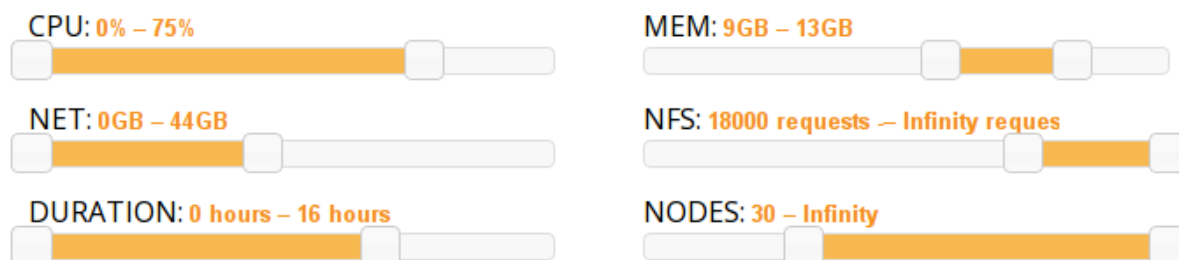 CPU: 0% – 75%
MEM: 9GB – 13GB
NET: 0GB – 44GB
NFS: 18000 requests -– Infinity reques
DURATION: 0 hours – 16 hours
NODES: 30 – Infinity